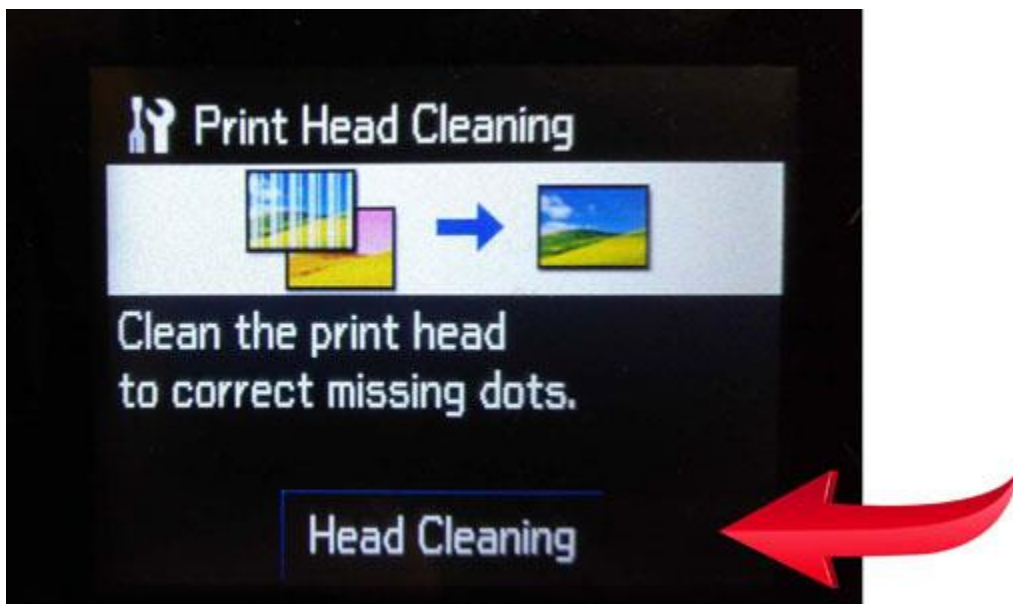 Print Head Cleaning
Clean the print head
to correct missing dots.
Head Cleaning